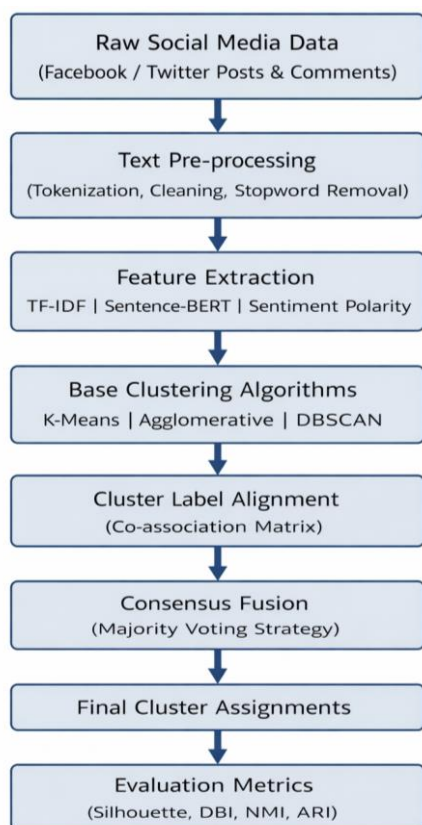 Raw Social Media Data
(Facebook / Twitter Posts & Comments)
Text Pre-processing
(Tokenization, Cleaning, Stopword Removal)
Feature Extraction
TF-IDF | Sentence-BERT | Sentiment Polarity
Base Clustering Algorithms
K-Means | Agglomerative | DBSCAN
Cluster Label Alignment
(Co-association Matrix)
Consensus Fusion
(Majority Voting Strategy)
Final Cluster Assignments
Evaluation Metrics
(Silhouette, DBI, NMI, ARI)